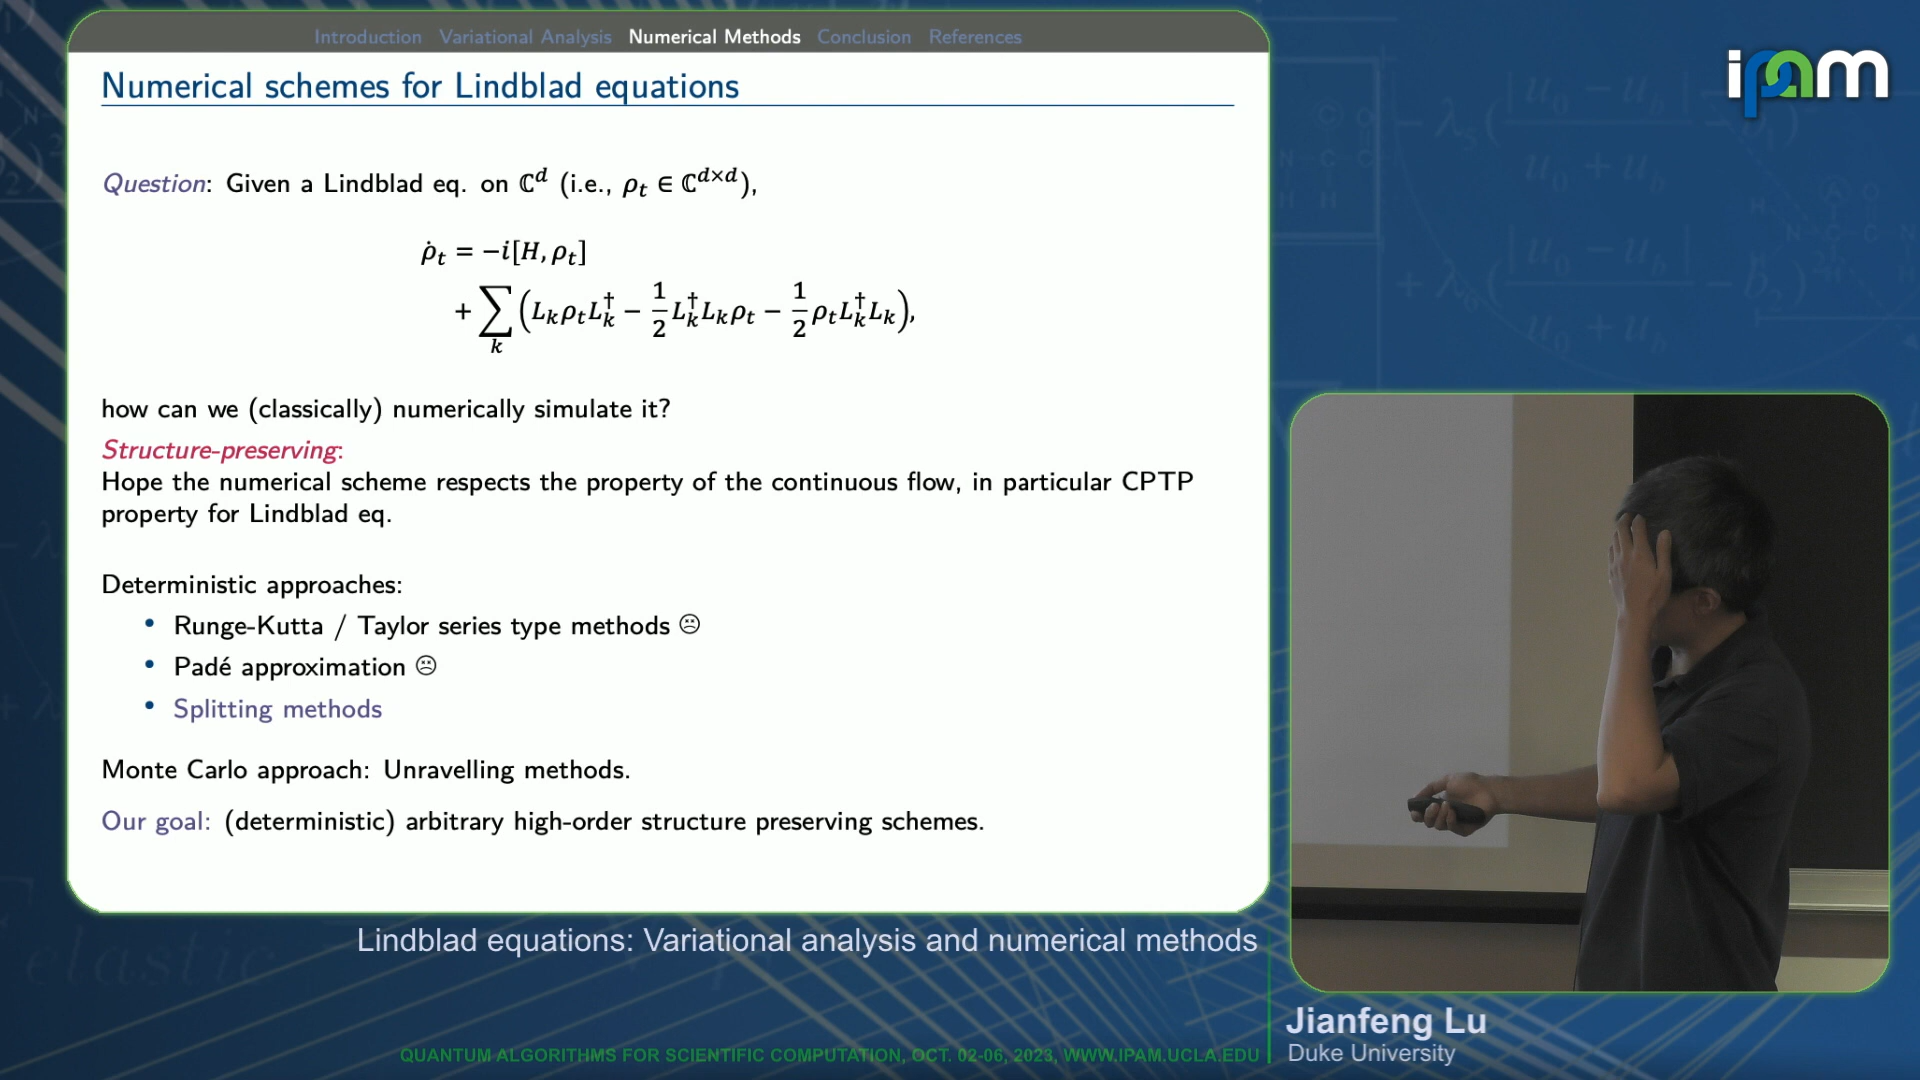 Introduction Variational Analysis Numerical Methods Conclusion References
Numerical schemes for Lindblad equations
Question: Given a Lindblad eq. on ℂ^d (i.e., ρ_t ∈ ℂ^{d×d}),
ρ̇_t = −i[H, ρ_t]
+ ∑_k (L_k ρ_t L_k^† − 1/2 L_k^† L_k ρ_t − 1/2 ρ_t L_k^† L_k),
how can we (classically) numerically simulate it?
Structure-preserving:
Hope the numerical scheme respects the property of the continuous flow, in particular CPTP
property for Lindblad eq.
Deterministic approaches:
• Runge-Kutta / Taylor series type methods ☹
• Padé approximation ☹
• Splitting methods
Monte Carlo approach: Unravelling methods.
Our goal: (deterministic) arbitrary high-order structure preserving schemes.
ipam
Lindblad equations: Variational analysis and numerical methods
Jianfeng Lu
Duke University
QUANTUM ALGORITHMS FOR SCIENTIFIC COMPUTATION, OCT. 02-06, 2023, WWW.IPAM.UCLA.EDU
elastic